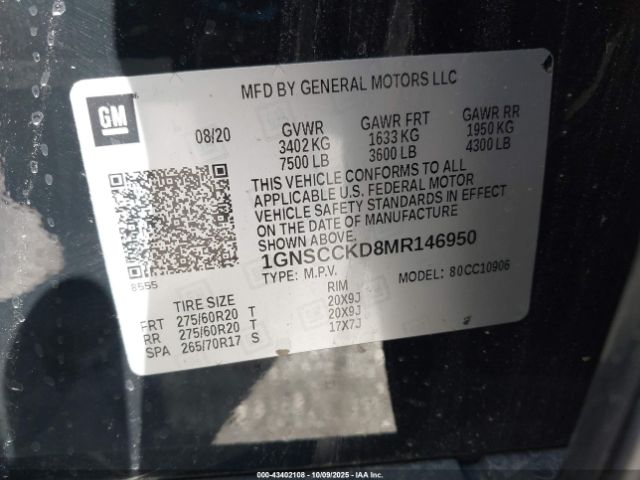 MFD BY GENERAL MOTORS LLC
GM
08/20 GVWR GAWR FRT GAWR RR
3402 KG 1633 KG 1950 KG
7500 LB 3600 LB 4300 LB
THIS VEHICLE CONFORMS TO ALL
APPLICABLE U.S. FEDERAL MOTOR
VEHICLE SAFETY STANDARDS IN EFFECT
ON THE DATE OF MANUFACTURE
SHOWN ABOVE.
1GNSCCKD8MR146950
TYPE: M.P.V. MODEL: 80CC10906
8555
TIRE SIZE RIM
FRT 275/60R20 T 20X9J
RR 275/60R20 T 20X9J
SPA 265/70R17 S 17X7J
000-43402108 - 10/09/2025 - IAAI.COM